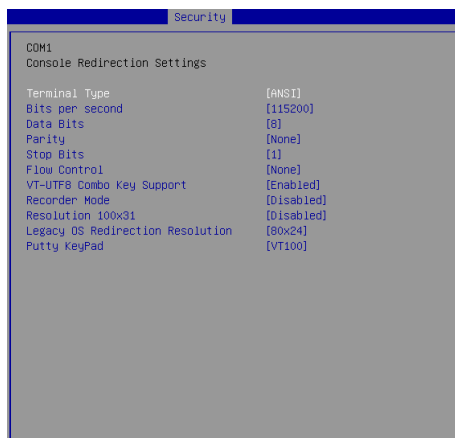 Security
COM1
Console Redirection Settings
Terminal Type [ANSI]
Bits per second [115200]
Data Bits [8]
Parity [None]
Stop Bits [1]
Flow Control [None]
VT-UTF8 Combo Key Support [Enabled]
Recorder Mode [Disabled]
Resolution 100x31 [Disabled]
Legacy OS Redirection Resolution [80x24]
Putty KeyPad [VT100]